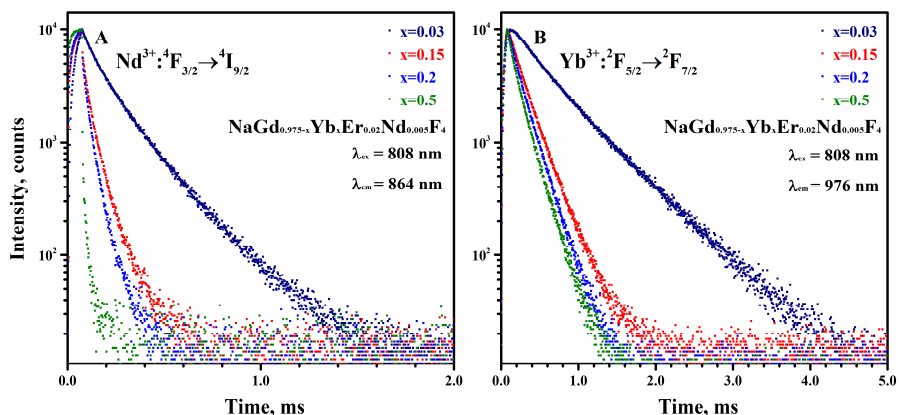 A
Nd³⁺:⁴F₃/₂→⁴I₉/₂
x=0.03
x=0.15
x=0.2
x=0.5
NaGd₀.₉₇₅₋ₓYbₓEr₀.₀₂Nd₀.₀₀₅F₄
λₑₓ = 808 nm
λₑₘ = 864 nm
Intensity, counts
10⁴
10³
10²
0.0 1.0 2.0
Time, ms
B
Yb³⁺:²F₅/₂→²F₇/₂
x=0.03
x=0.15
x=0.2
x=0.5
NaGd₀.₉₇₅₋ₓYbₓEr₀.₀₂Nd₀.₀₀₅F₄
λₑₓ = 808 nm
λₑₘ = 976 nm
10⁴
10³
10²
0.0 1.0 2.0 3.0 4.0 5.0
Time, ms